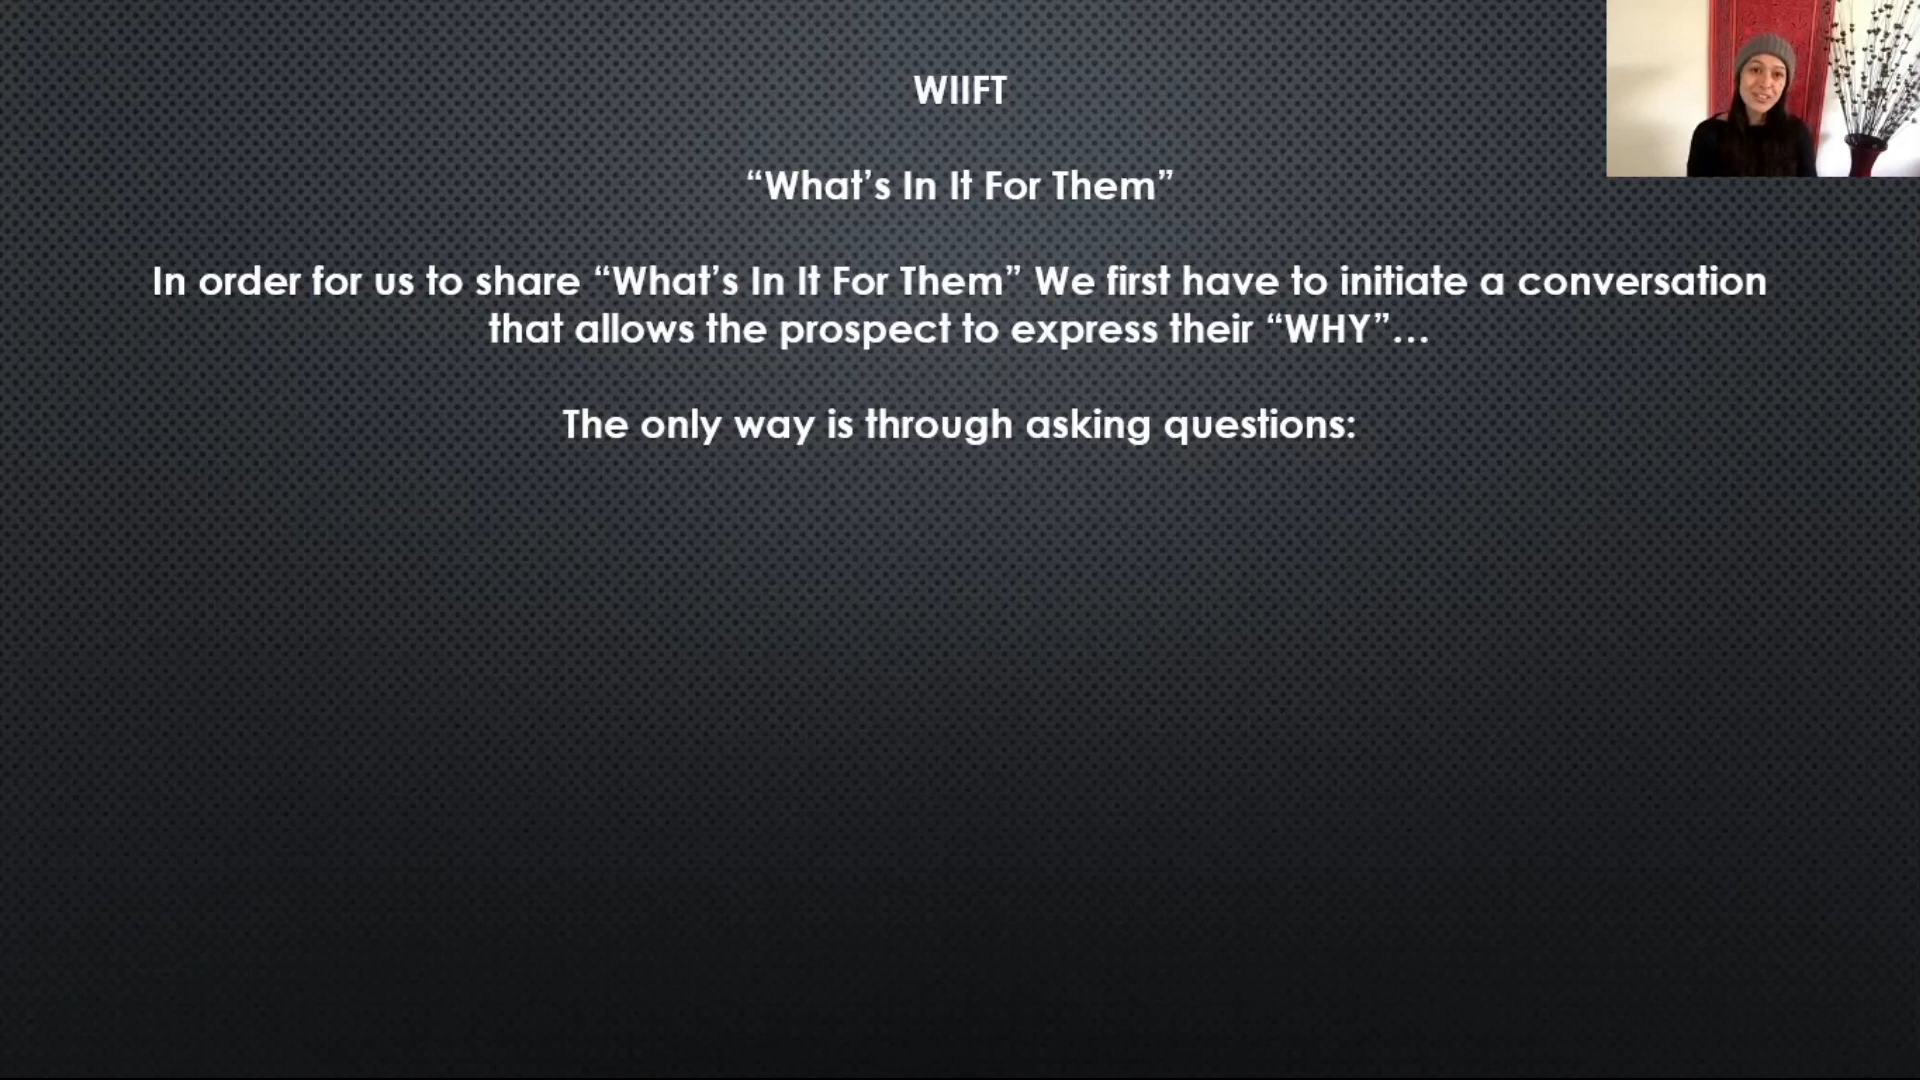 WIIFT
“What’s In It For Them”
In order for us to share “What’s In It For Them” We first have to initiate a conversation
that allows the prospect to express their “WHY”…
The only way is through asking questions: